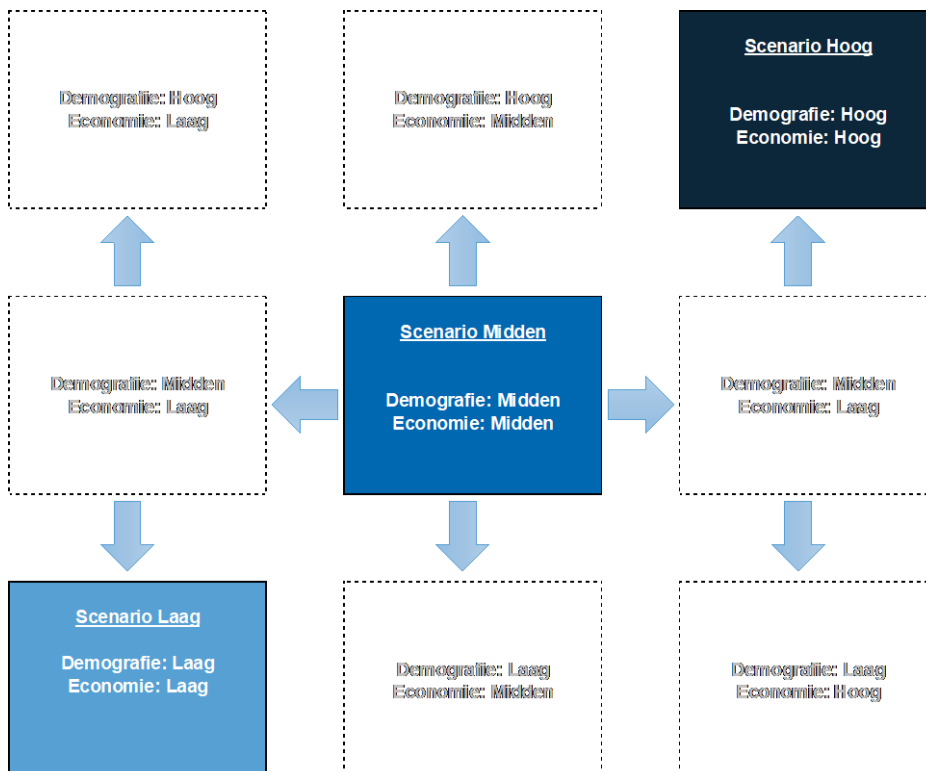 Demografie: Hoog
Economie: Laag
Demografie: Hoog
Economie: Midden
Scenario Hoog
Demografie: Hoog
Economie: Hoog
Demografie: Midden
Economie: Laag
Scenario Midden
Demografie: Midden
Economie: Midden
Demografie: Midden
Economie: Laag
Scenario Laag
Demografie: Laag
Economie: Laag
Demografie: Laag
Economie: Midden
Demografie: Laag
Economie: Hoog